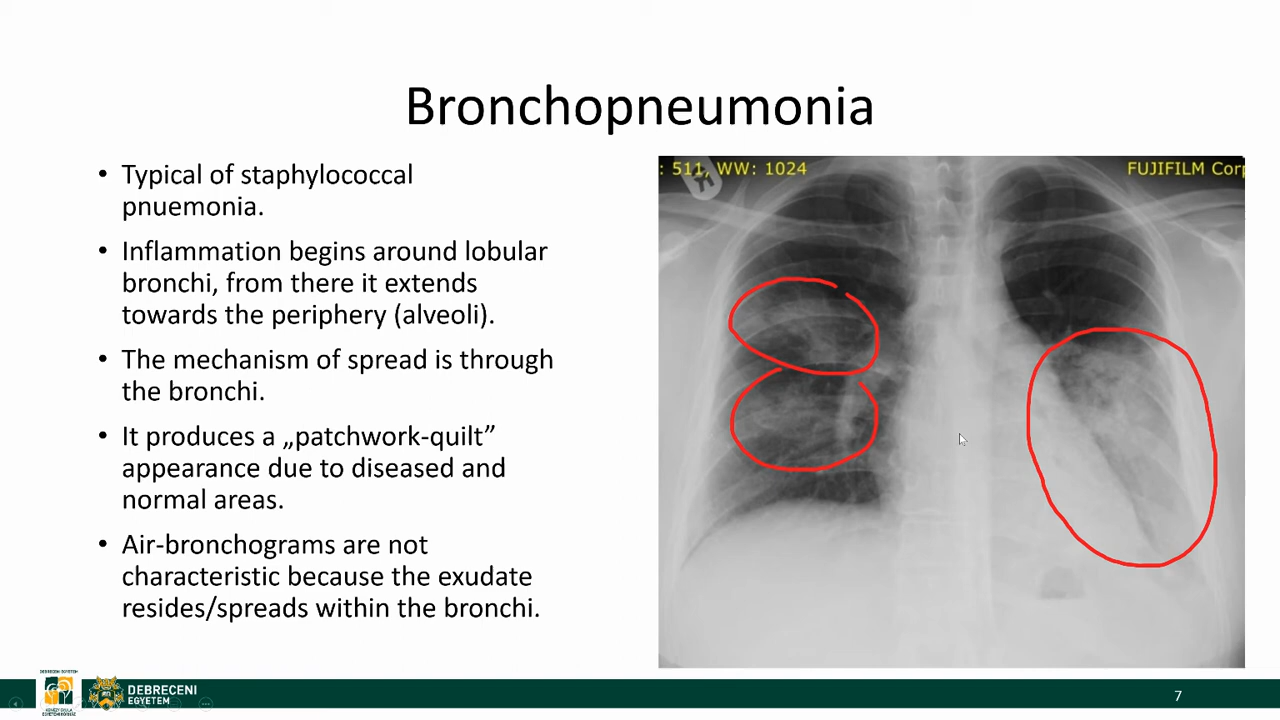 Bronchopneumonia
• Typical of staphylococcal
pnuemonia.
• Inflammation begins around lobular
bronchi, from there it extends
towards the periphery (alveoli).
• The mechanism of spread is through
the bronchi.
• It produces a „patchwork-quilt”
appearance due to diseased and
normal areas.
• Air-bronchograms are not
characteristic because the exudate
resides/spreads within the bronchi.
: 511, WW: 1024
FUJIFILM Corp
DEBRECENI EGYETEM
DEBRECENI
EGYETEM
7